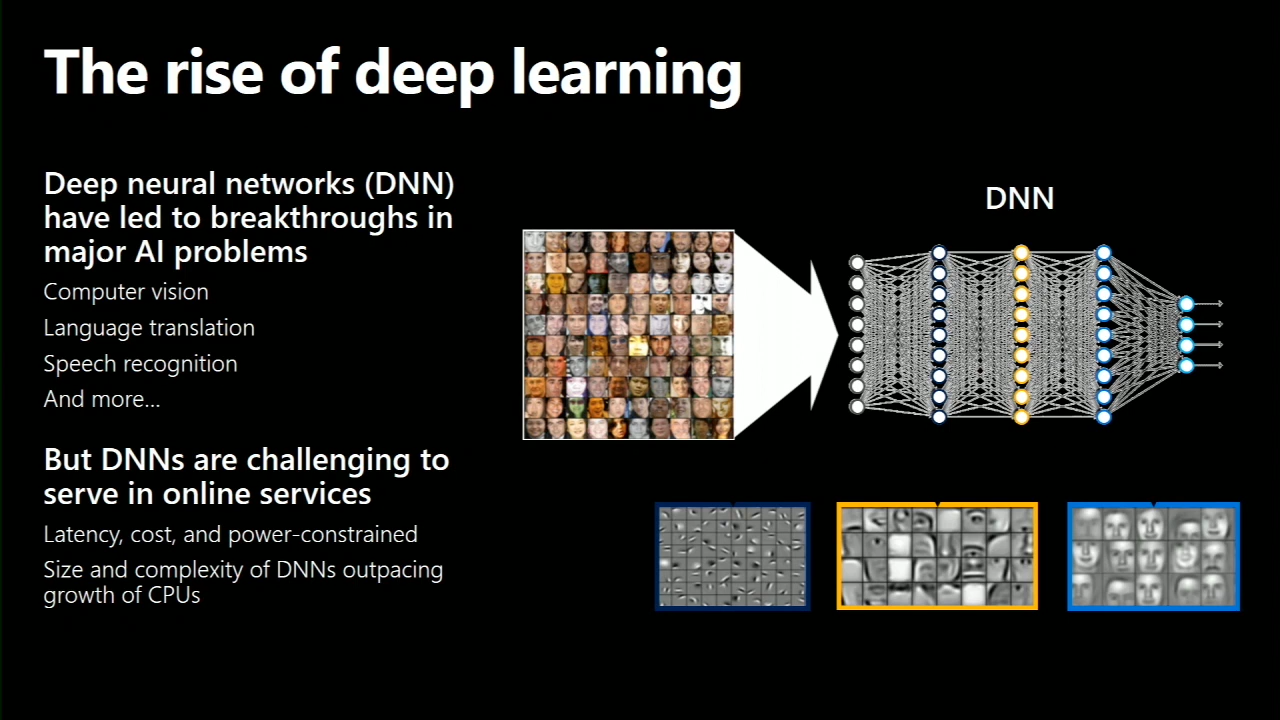 The rise of deep learning
Deep neural networks (DNN)
have led to breakthroughs in
major AI problems
Computer vision
Language translation
Speech recognition
And more...
But DNNs are challenging to
serve in online services
Latency, cost, and power-constrained
Size and complexity of DNNs outpacing
growth of CPUs
DNN